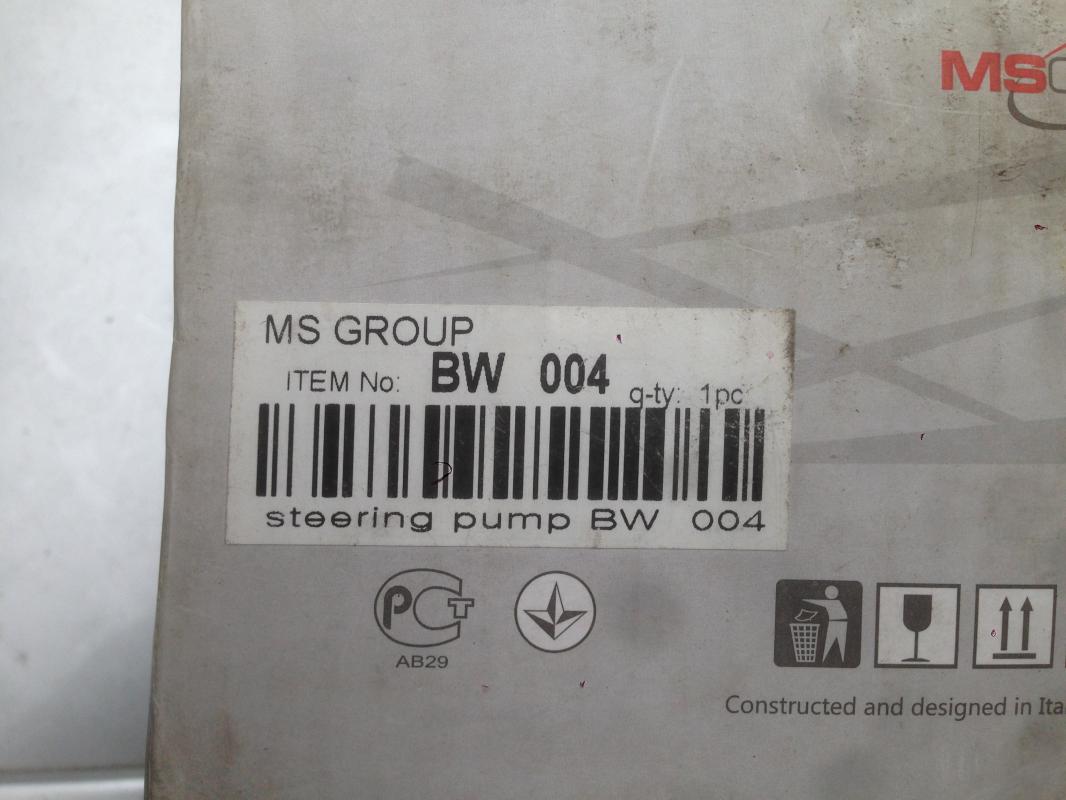 MS
MS GROUP
ITEM No: BW 004
q-ty: 1pc
steering pump BW 004
РСТ
AB29
Constructed and designed in Ita